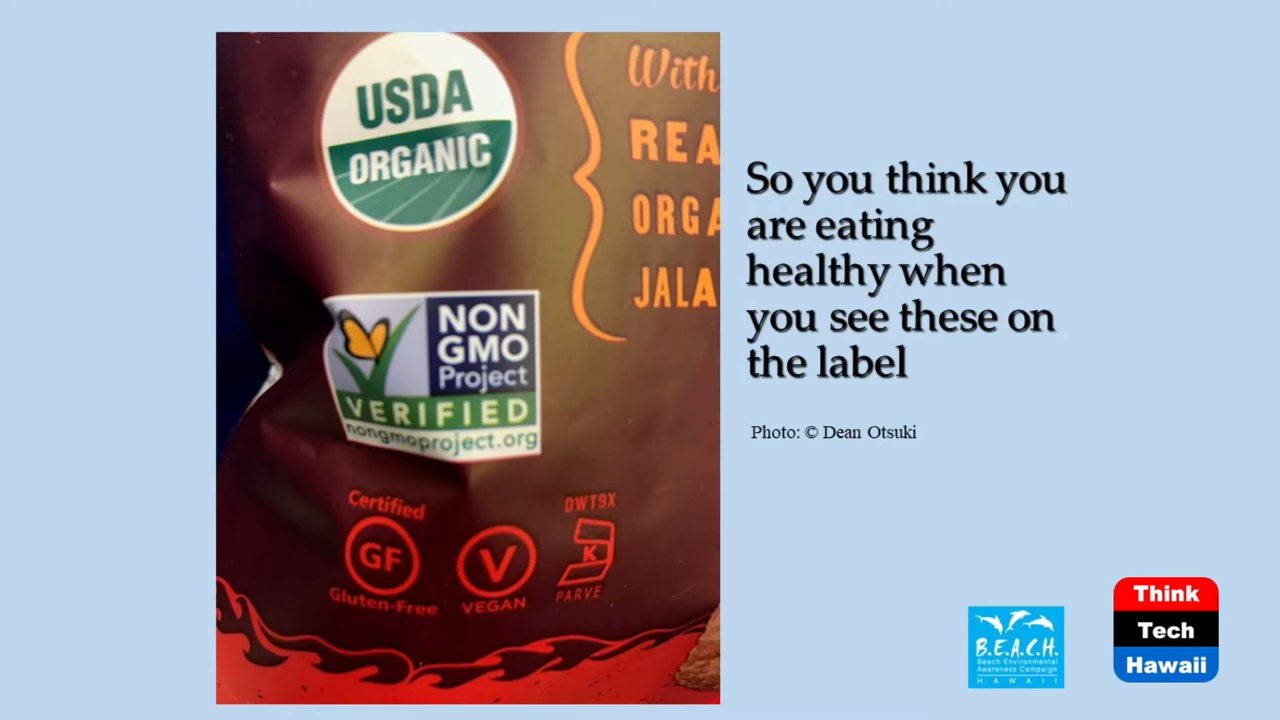 USDA
ORGANIC
With
REA
ORGA
JALA
NON
GMO
Project
VERIFIED
nongmoproject.org
Certified
GF
Gluten-Free
V
VEGAN
DWT9X
K
PARVE
So you think you
are eating
healthy when
you see these on
the label
Photo: © Dean Otsuki
B.E.A.C.H.
Beach Environmental
Awareness Campaign
HAWAII
Think
Tech
Hawaii